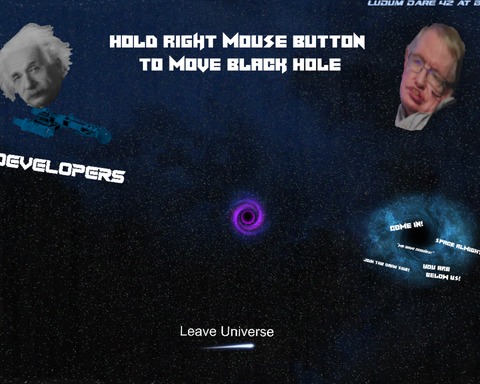 LUDUM DARE 42 AT
HOLD RIGHT MOUSE BUTTON
TO MOVE BLACK HOLE
DEVELOPERS
COME IN!
SPACE ALMIGHT
JOIN THE DARK SIDE!
YOU ARE
BELOW US!
Leave Universe